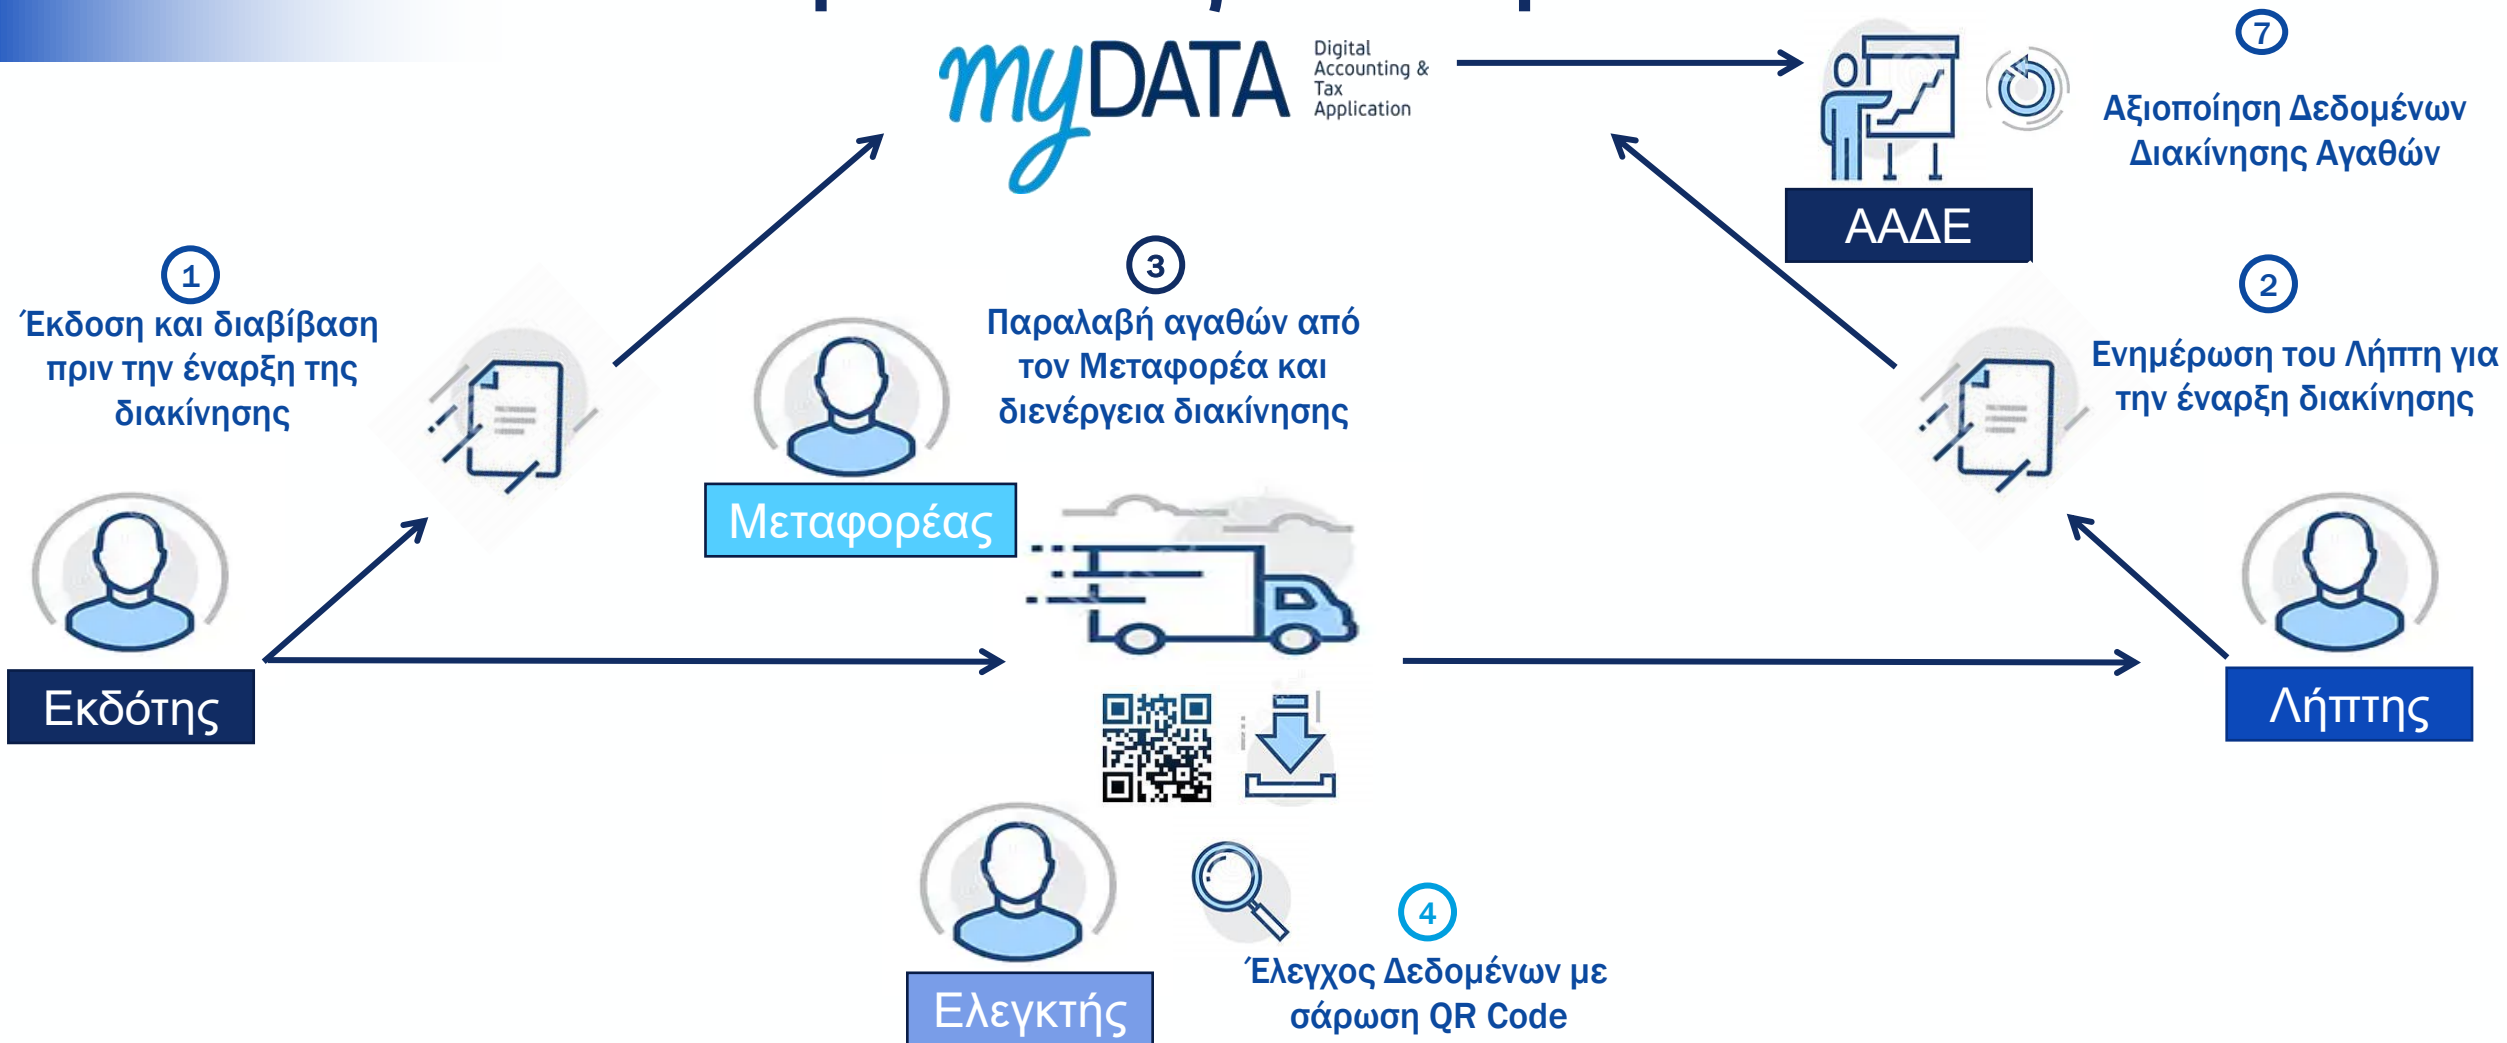 myDATA
Digital
Accounting &
Tax
Application
7
Αξιοποίηση Δεδομένων
Διακίνησης Αγαθών
ΑΑΔΕ
1
Έκδοση και διαβίβαση
πριν την έναρξη της
διακίνησης
3
Παραλαβή αγαθών από
τον Μεταφορέα και
διενέργεια διακίνησης
2
Ενημέρωση του Λήπτη για
την έναρξη διακίνησης
Μεταφορέας
Εκδότης
Λήπτης
4
Έλεγχος Δεδομένων με
σάρωση QR Code
Ελεγκτής